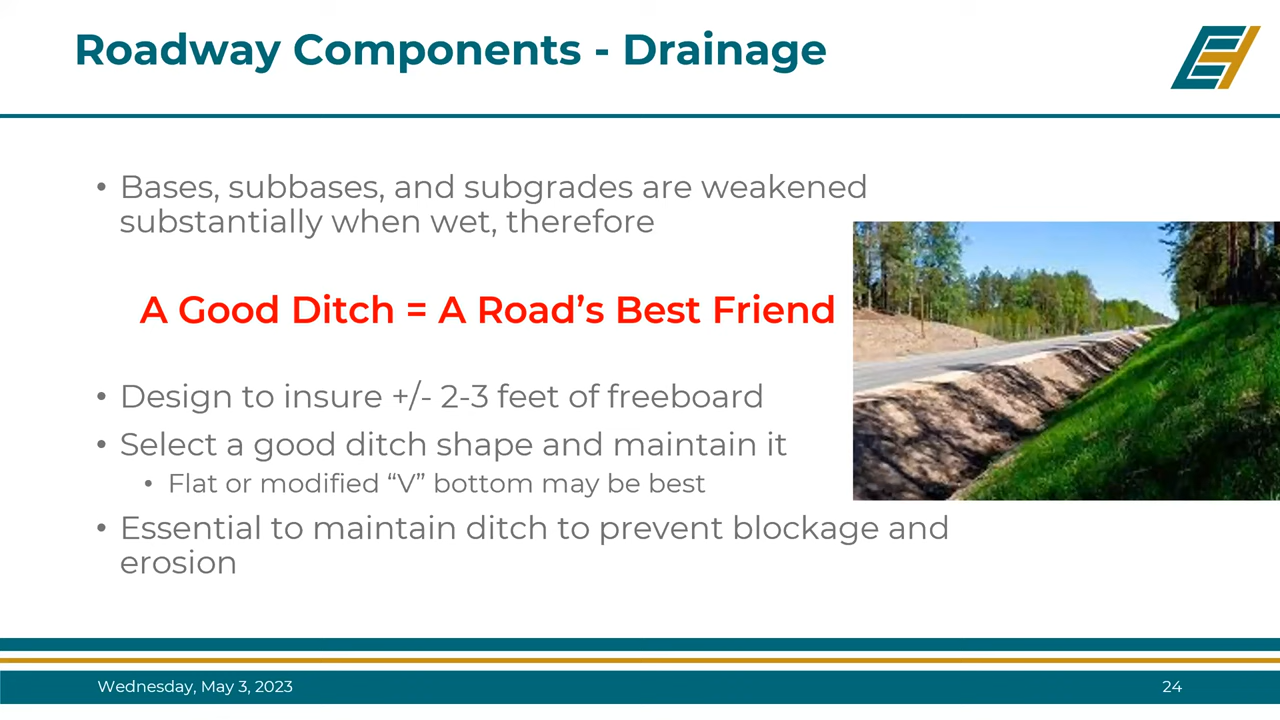 Roadway Components - Drainage
• Bases, subbases, and subgrades are weakened
substantially when wet, therefore
A Good Ditch = A Road’s Best Friend
• Design to insure +/- 2-3 feet of freeboard
• Select a good ditch shape and maintain it
• Flat or modified “V” bottom may be best
• Essential to maintain ditch to prevent blockage and
erosion
Wednesday, May 3, 2023
24